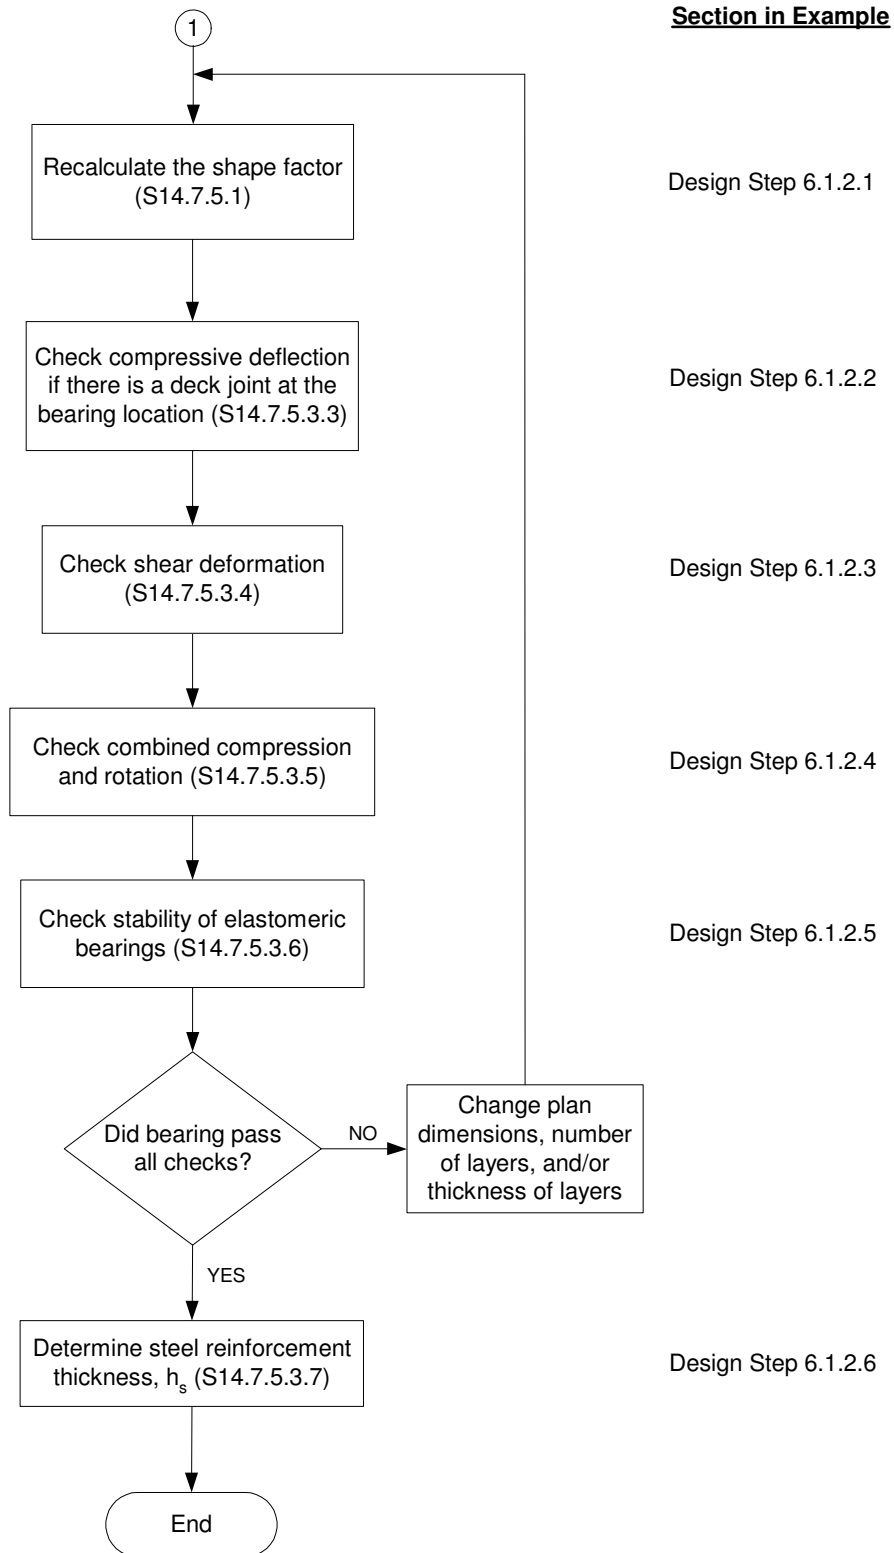 Section in Example
1
Recalculate the shape factor
(S14.7.5.1)
Design Step 6.1.2.1
Check compressive deflection
if there is a deck joint at the
bearing location (S14.7.5.3.3)
Design Step 6.1.2.2
Check shear deformation
(S14.7.5.3.4)
Design Step 6.1.2.3
Check combined compression
and rotation (S14.7.5.3.5)
Design Step 6.1.2.4
Check stability of elastomeric
bearings (S14.7.5.3.6)
Design Step 6.1.2.5
Did bearing pass
all checks?
NO
Change plan
dimensions, number
of layers, and/or
thickness of layers
YES
Determine steel reinforcement
thickness, hs (S14.7.5.3.7)
Design Step 6.1.2.6
End